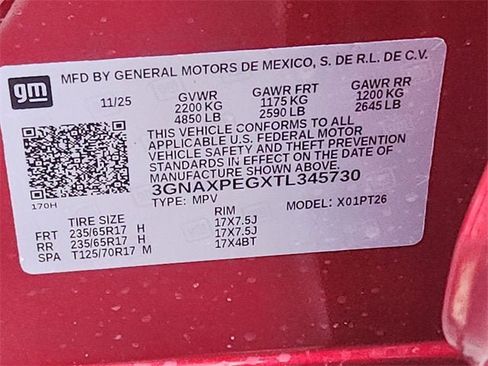 gm
MFD BY GENERAL MOTORS DE MEXICO, S. DE R.L. DE C.V.
11/25 GVWR GAWR FRT GAWR RR
2200 KG 1175 KG 1200 KG
4850 LB 2590 LB 2645 LB
THIS VEHICLE CONFORMS TO ALL
APPLICABLE U.S. FEDERAL MOTOR
VEHICLE SAFETY AND THEFT PREVENTION
STANDARDS IN EFFECT ON THE DATE OF
MANUFACTURE SHOWN ABOVE.
3GNAXPEGXTL345730
170H
TYPE: MPV MODEL: X01PT26
TIRE SIZE RIM
FRT 235/65R17 H 17X7.5J
RR 235/65R17 H 17X7.5J
SPA T125/70R17 M 17X4BT